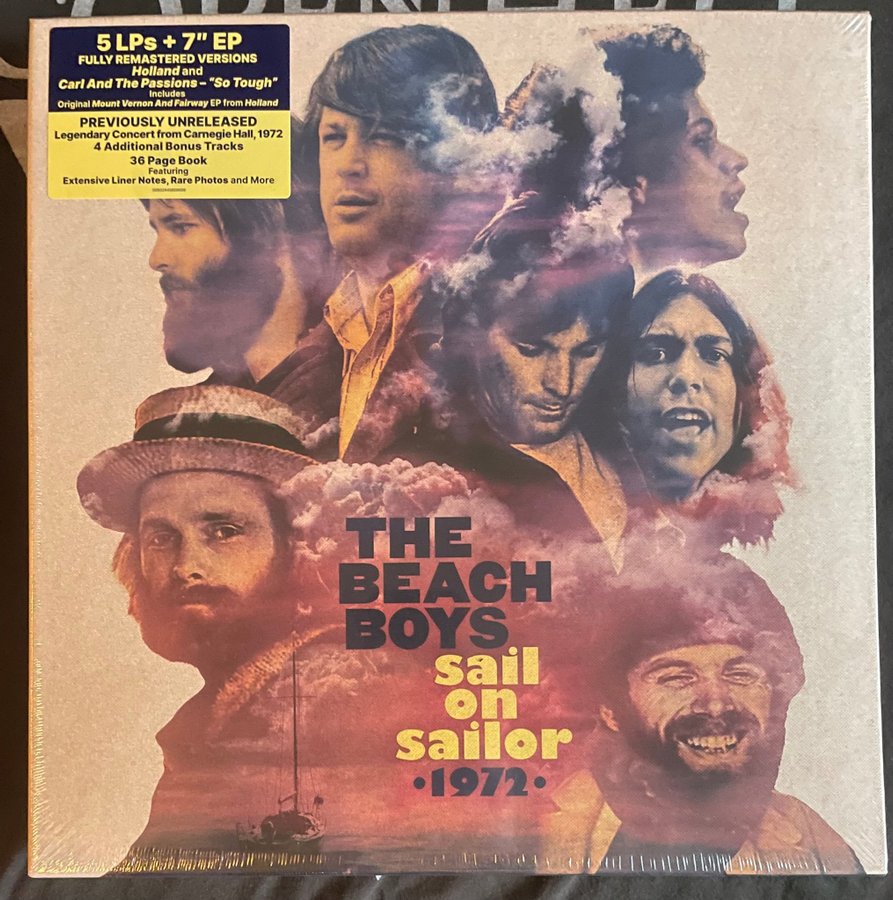 5 LPs + 7" EP
FULLY REMASTERED VERSIONS
Holland and
Carl And The Passions – "So Tough"
Includes
Original Mount Vernon And Fairway EP from Holland
PREVIOUSLY UNRELEASED
Legendary Concert from Carnegie Hall, 1972
4 Additional Bonus Tracks
36 Page Book
Featuring
Extensive Liner Notes, Rare Photos and More
THE
BEACH
BOYS
sail
on
sailor
•1972•